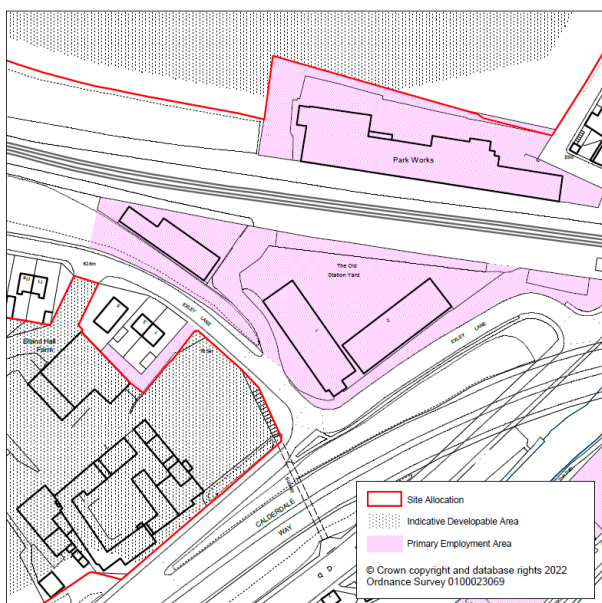 Park Works
The Old
Station Yard
EXLEY LANE
EXLEY LANE
Elland Hall
Farm
CALDERDALE
WAY
Subway
Site Allocation
Indicative Developable Area
Primary Employment Area
© Crown copyright and database rights 2022
Ordnance Survey 0100023069